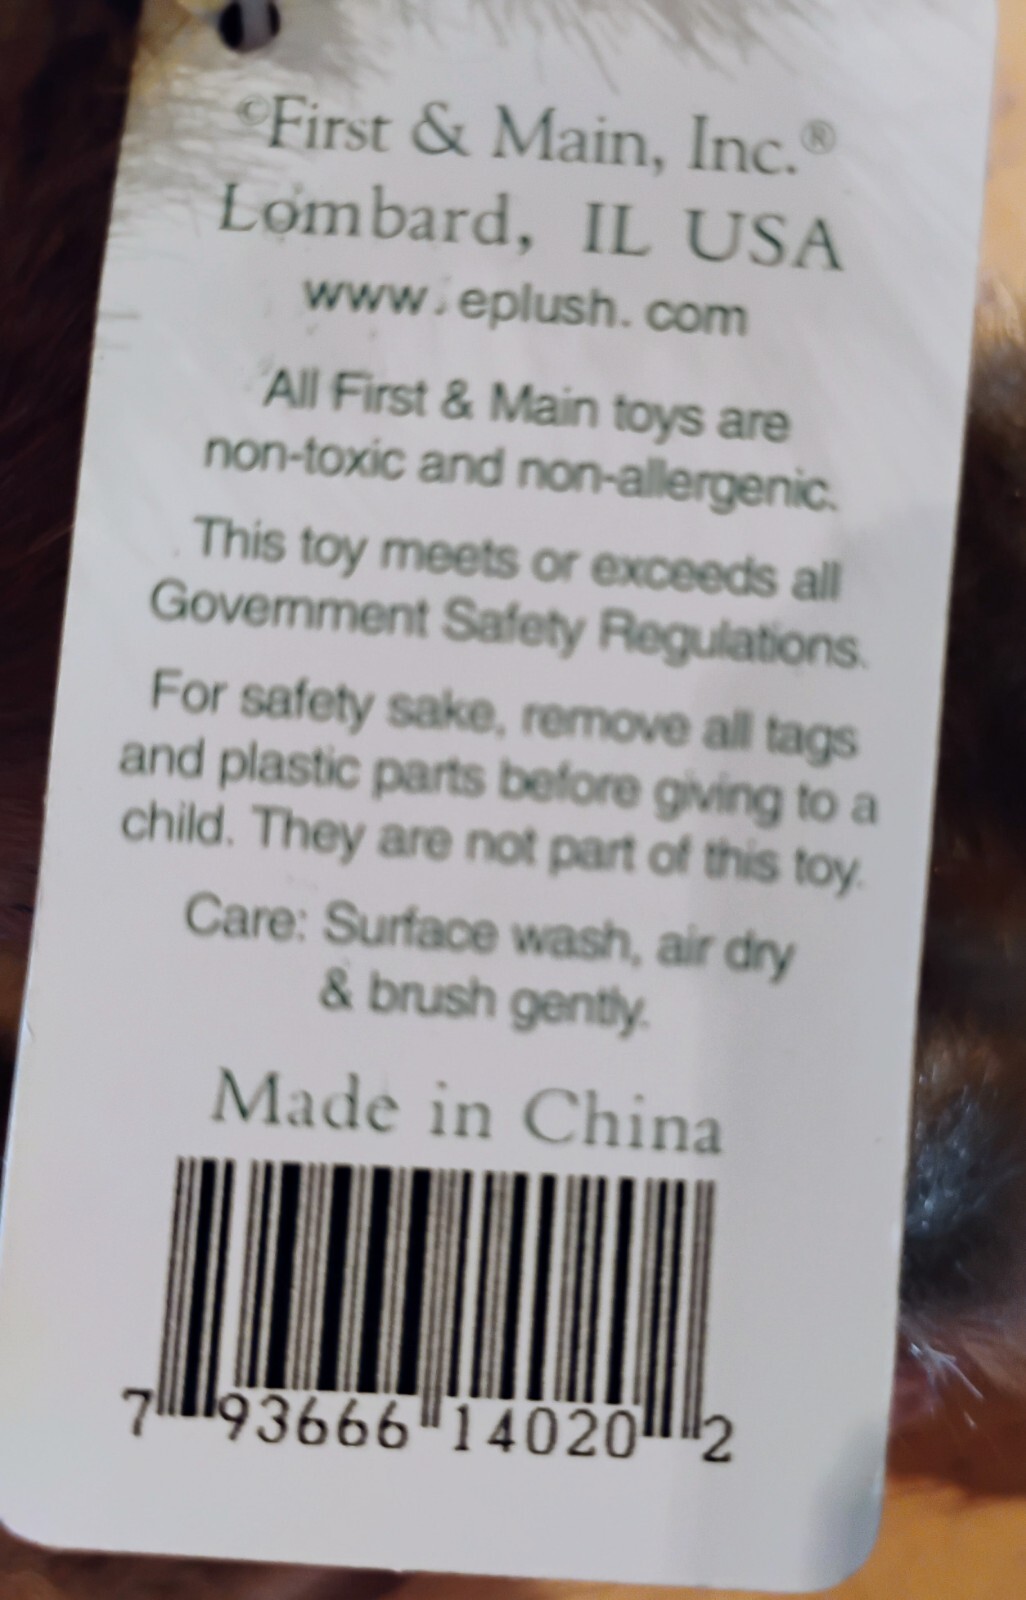 ©First & Main, Inc.®
Lombard, IL USA
www.eplush.com
All First & Main toys are
non-toxic and non-allergenic.
This toy meets or exceeds all
Government Safety Regulations.
For safety sake, remove all tags
and plastic parts before giving to a
child. They are not part of this toy.
Care: Surface wash, air dry
& brush gently.
Made in China
7 93666 14020 2